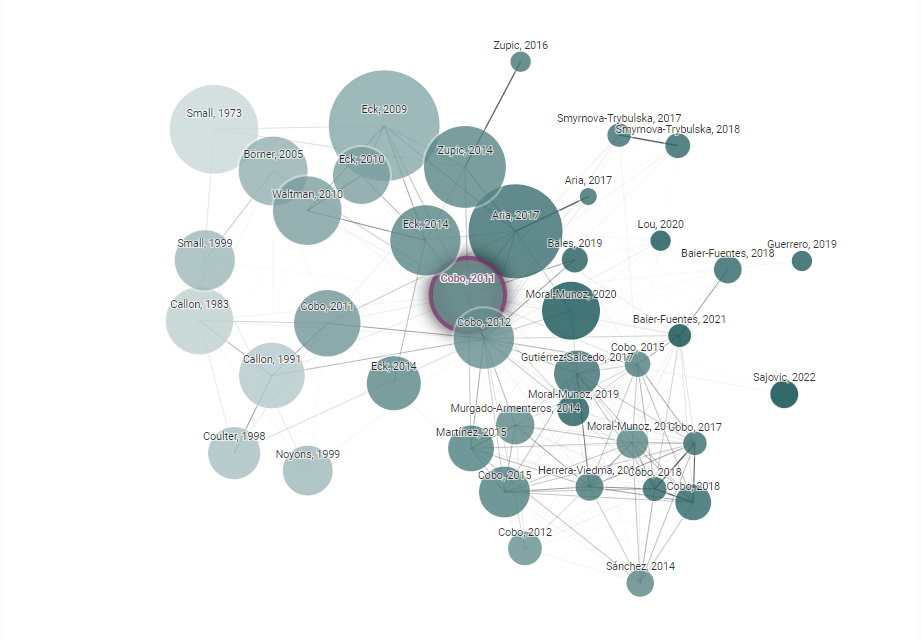 Zupic, 2016
Eck, 2009
Small, 1973
Smyrnova-Trybulska, 2017
Smyrnova-Trybulska, 2018
Zupic, 2014
Börner, 2005
Eck, 2010
Aria, 2017
Waltman, 2010
Aria, 2017
Eck, 2014
Lou, 2020
Small, 1999
Bales, 2019
Guerrero, 2019
Baier-Fuentes, 2018
Cobo, 2011
Moral-Munoz, 2020
Callon, 1983
Cobo, 2011
Cobo, 2012
Baier-Fuentes, 2021
Cobo, 2015
Gutiérrez-Salcedo, 2017
Callon, 1991
Eck, 2014
Sajovic, 2022
Moral-Munoz, 2019
Murgado-Armenteros, 2014
Moral-Munoz,
Cobo, 2017
Martínez, 2015
Coulter, 1998
Noyons, 1999
Cobo, 2015
Herrera-Viedma,
Cobo, 2018
Cobo, 2018
Cobo, 2012
Sánchez, 2014